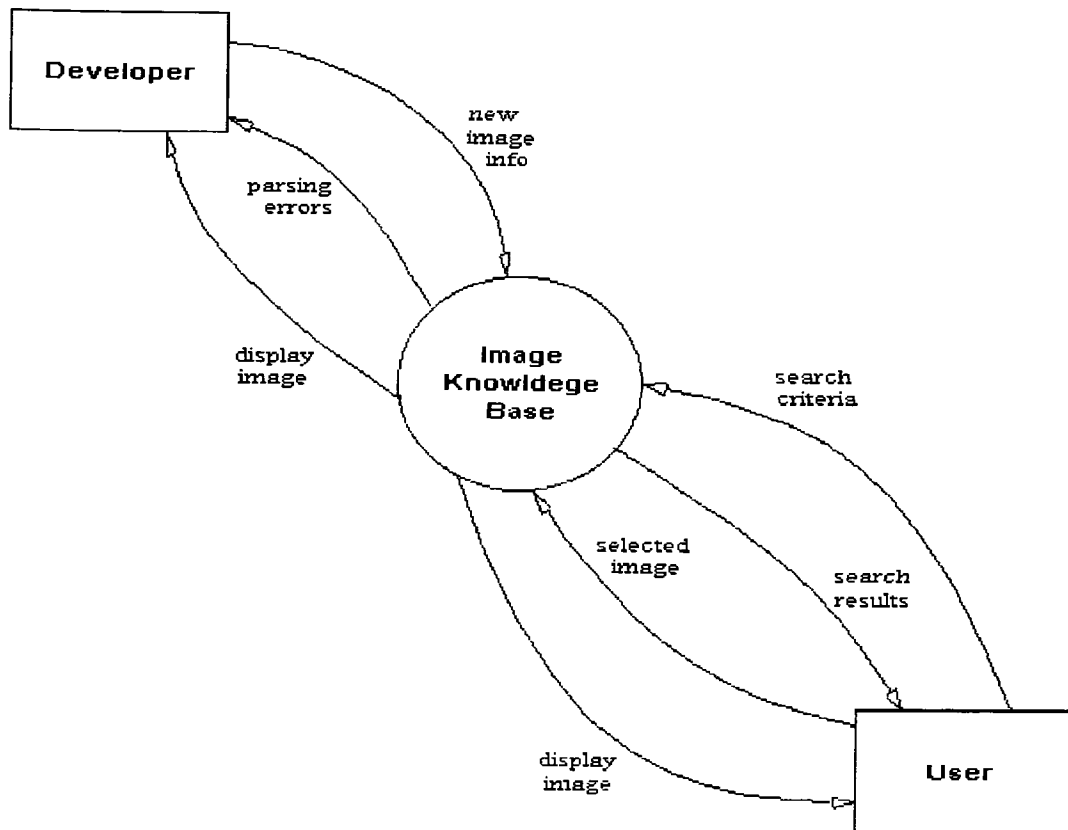 Developer
new
image
info
parsing
errors
display
image
Image
Knowldege
Base
search
criteria
selected
image
search
results
display
image
User